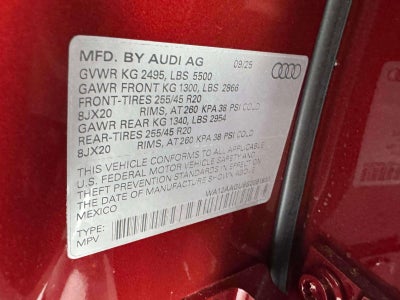 MFD. BY AUDI AG 09/25
GVWR KG 2495, LBS 5500
GAWR FRONT KG 1300, LBS 2866
FRONT-TIRES 255/45 R20
8JX20 RIMS, AT 260 KPA 38 PSI COLD
GAWR REAR KG 1340, LBS 2954
REAR-TIRES 255/45 R20
8JX20 RIMS, AT 260 KPA 38 PSI COLD
THIS VEHICLE CONFORMS TO ALL APPLICABLE
U.S. FEDERAL MOTOR VEHICLE SAFETY AND
THEFT PREVENTION STANDARDS IN EFFECT ON
THE DATE OF MANUFACTURE SHOWN ABOVE.
MEXICO
TYPE:
MPV